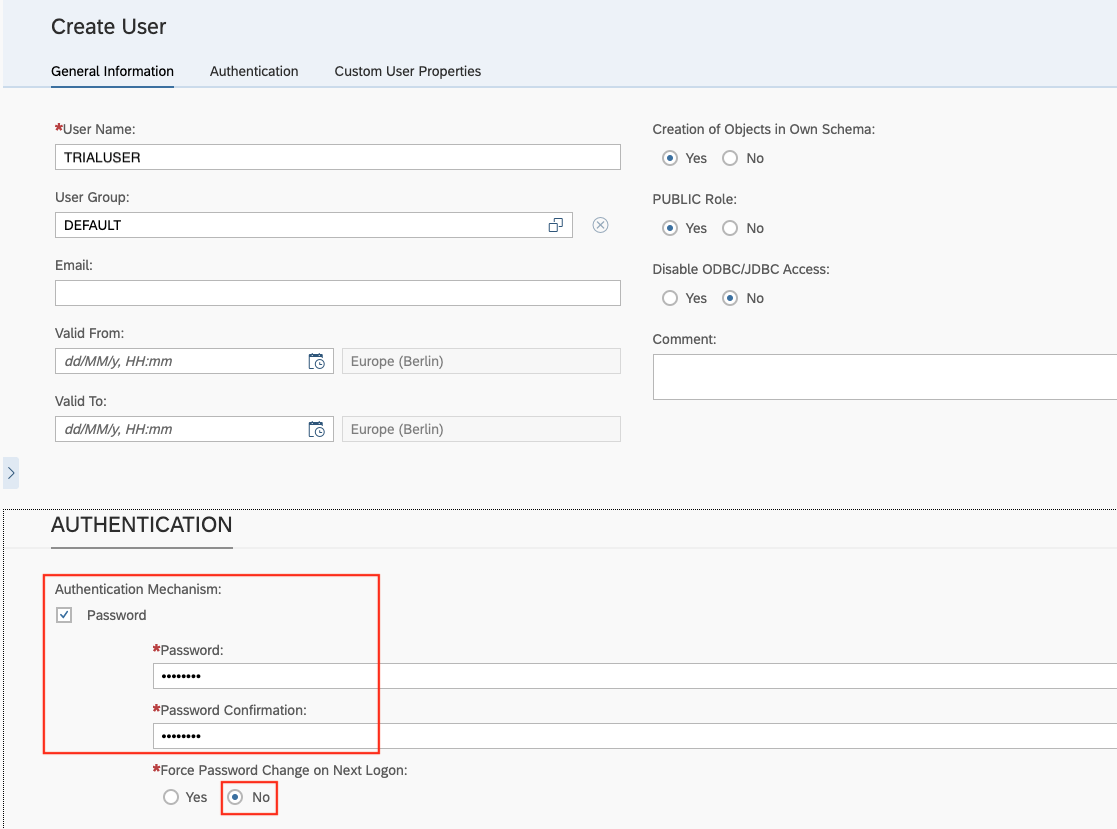 Create User
General Information Authentication Custom User Properties
*User Name:
TRIALUSER
User Group:
DEFAULT
Email:
Valid From:
dd/MM/y, HH:mm Europe (Berlin)
Valid To:
dd/MM/y, HH:mm Europe (Berlin)
Creation of Objects in Own Schema:
Yes No
PUBLIC Role:
Yes No
Disable ODBC/JDBC Access:
Yes No
Comment:
AUTHENTICATION
Authentication Mechanism:
Password
*Password:
••••••••
*Password Confirmation:
••••••••
*Force Password Change on Next Logon:
Yes No